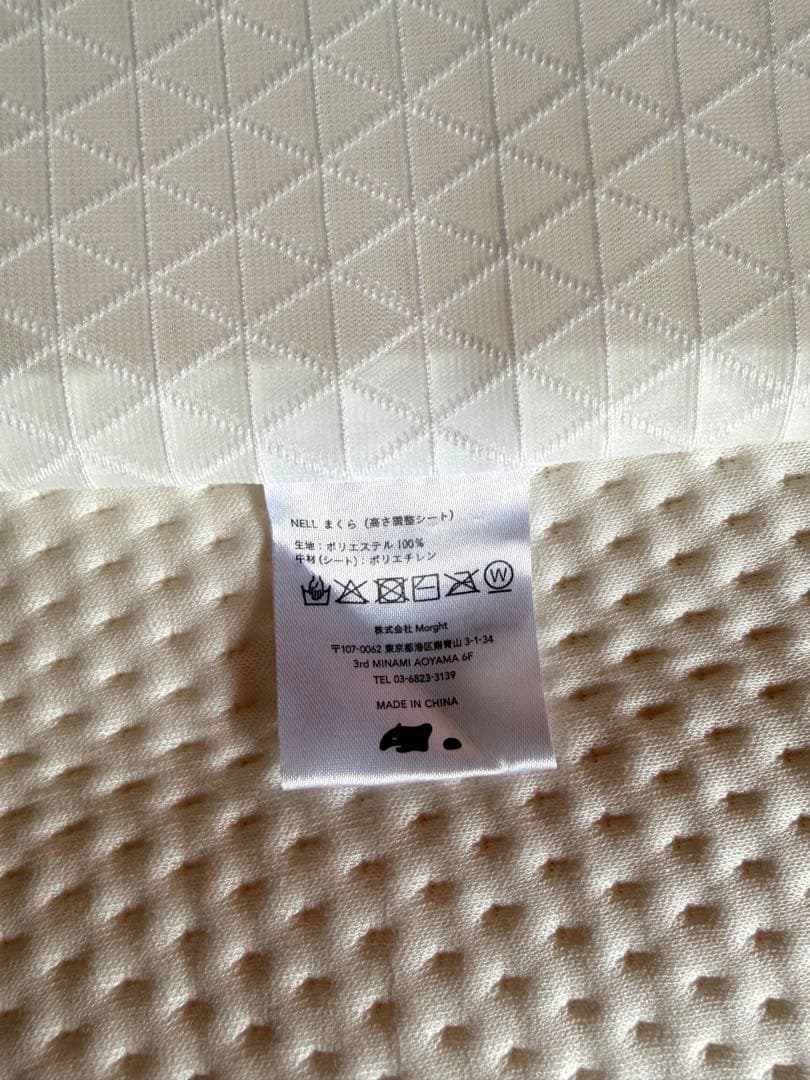 NELL まくら（高さ調整シート）
生地：ポリエステル 100％
中材（シート）：ポリエチレン
W
株式会社 Morght
〒107-0062 東京都港区南青山 3-1-34
3rd MINAMI AOYAMA 6F
TEL 03-6823-3139
MADE IN CHINA